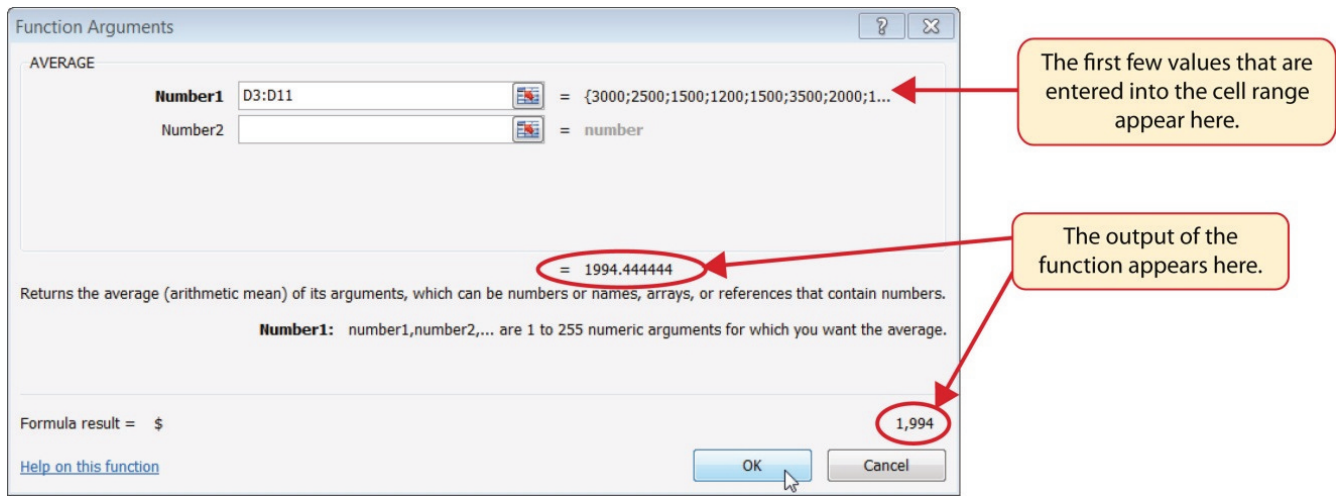 Function Arguments
AVERAGE
Number1 D3:D11 = {3000;2500;1500;1200;1500;3500;2000;1...
Number2 = number
The first few values that are
entered into the cell range
appear here.
= 1994.444444
The output of the
function appears here.
Returns the average (arithmetic mean) of its arguments, which can be numbers or names, arrays, or references that contain numbers.
Number1: number1,number2,... are 1 to 255 numeric arguments for which you want the average.
Formula result = $ 1,994
Help on this function
OK Cancel